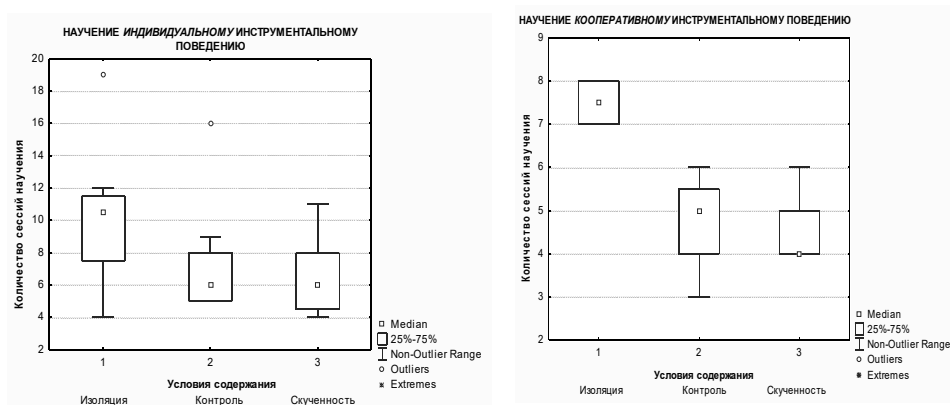 НАУЧЕНИЕ ИНДИВИДУАЛЬНОМУ ИНСТРУМЕНТАЛЬНОМУ
ПОВЕДЕНИЮ
Количество сессий научения
20
18
16
14
12
10
8
6
4
2
1
2
3
Условия содержания
Изоляция
Контроль
Скученность
Median
25%-75%
Non-Outlier Range
Outliers
Extremes
НАУЧЕНИЕ КООПЕРАТИВНОМУ ИНСТРУМЕНТАЛЬНОМУ ПОВЕДЕНИЮ
Количество сессий научения
9
8
7
6
5
4
3
2
1
2
3
Условия содержания
Изоляция
Контроль
Скученность
Median
25%-75%
Non-Outlier Range
Outliers
Extremes